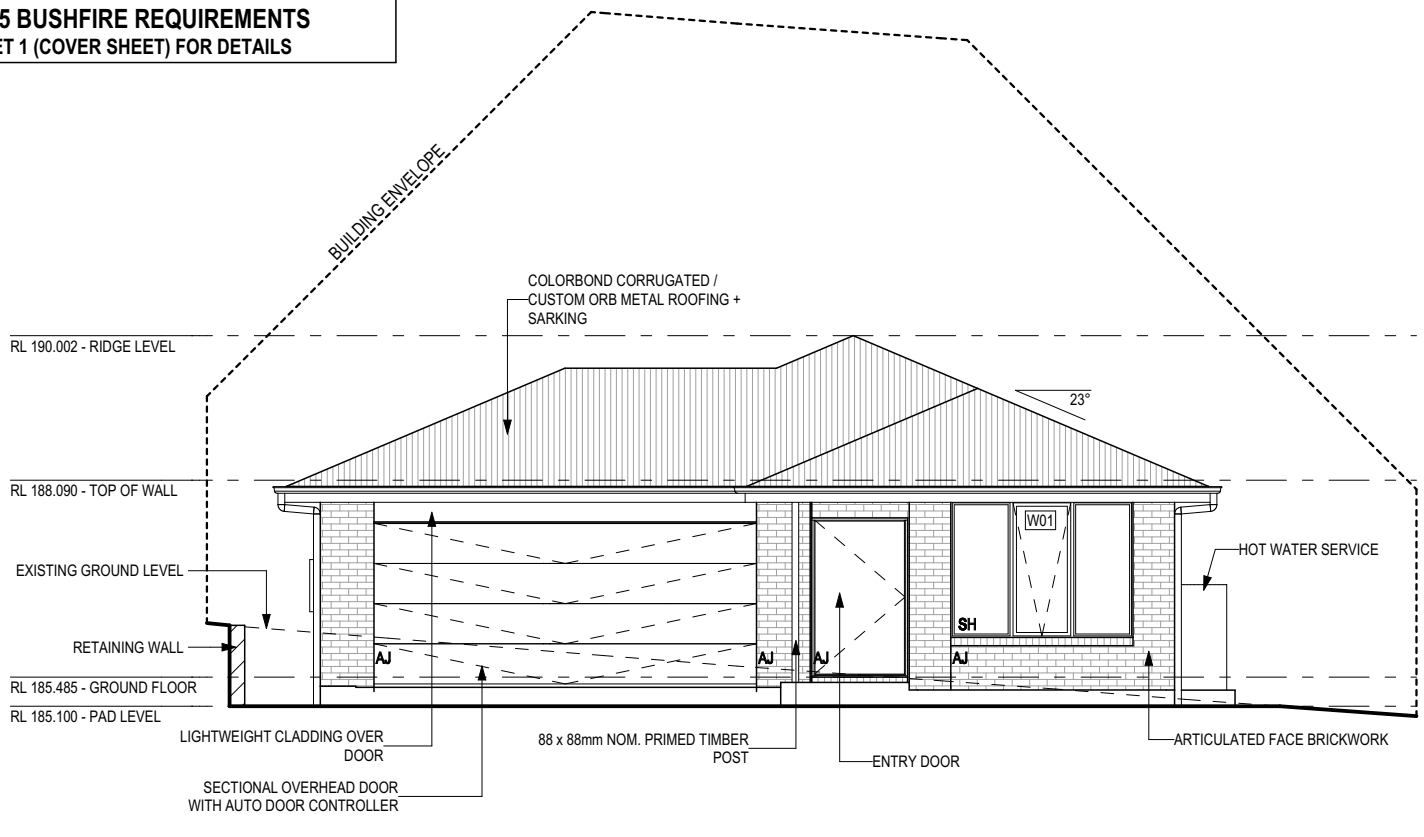 5 BUSHFIRE REQUIREMENTS
ET 1 (COVER SHEET) FOR DETAILS
BUILDING ENVELOPE
COLORBOND CORRUGATED /
CUSTOM ORB METAL ROOFING +
SARKING
RL 190.002 - RIDGE LEVEL
23°
RL 188.090 - TOP OF WALL
W01
HOT WATER SERVICE
EXISTING GROUND LEVEL
SH
RETAINING WALL
AJ
AJ
AJ
AJ
RL 185.485 - GROUND FLOOR
RL 185.100 - PAD LEVEL
LIGHTWEIGHT CLADDING OVER
DOOR
88 x 88mm NOM. PRIMED TIMBER
POST
ENTRY DOOR
ARTICULATED FACE BRICKWORK
SECTIONAL OVERHEAD DOOR
WITH AUTO DOOR CONTROLLER